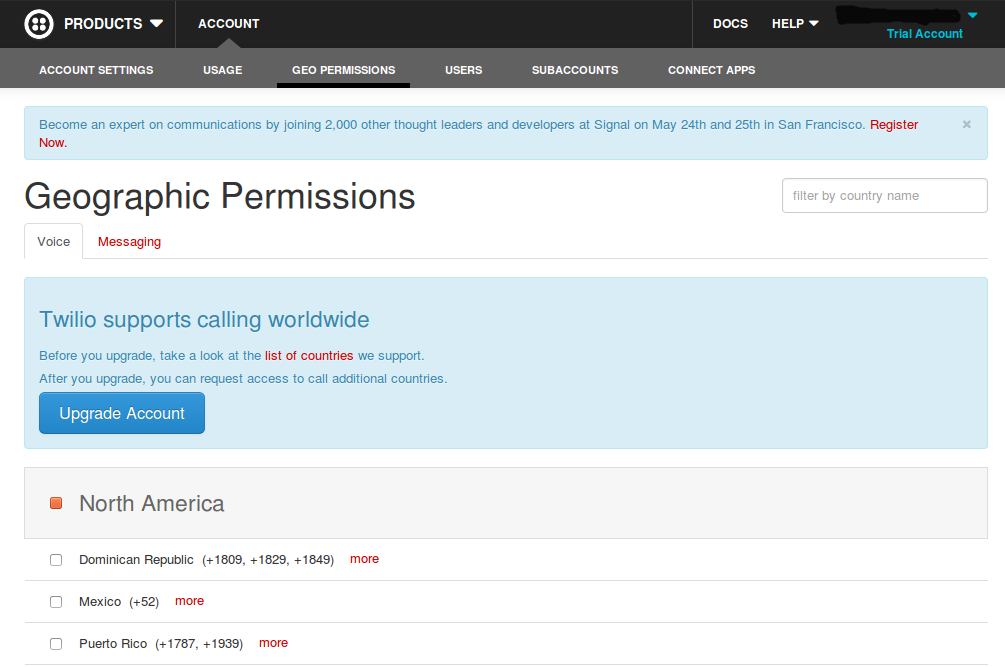 PRODUCTS ACCOUNT DOCS HELP
Trial Account
ACCOUNT SETTINGS USAGE GEO PERMISSIONS USERS SUBACCOUNTS CONNECT APPS
Become an expert on communications by joining 2,000 other thought leaders and developers at Signal on May 24th and 25th in San Francisco. Register
Now.
×
Geographic Permissions
filter by country name
Voice Messaging
Twilio supports calling worldwide
Before you upgrade, take a look at the list of countries we support.
After you upgrade, you can request access to call additional countries.
Upgrade Account
North America
Dominican Republic (+1809, +1829, +1849) more
Mexico (+52) more
Puerto Rico (+1787, +1939) more